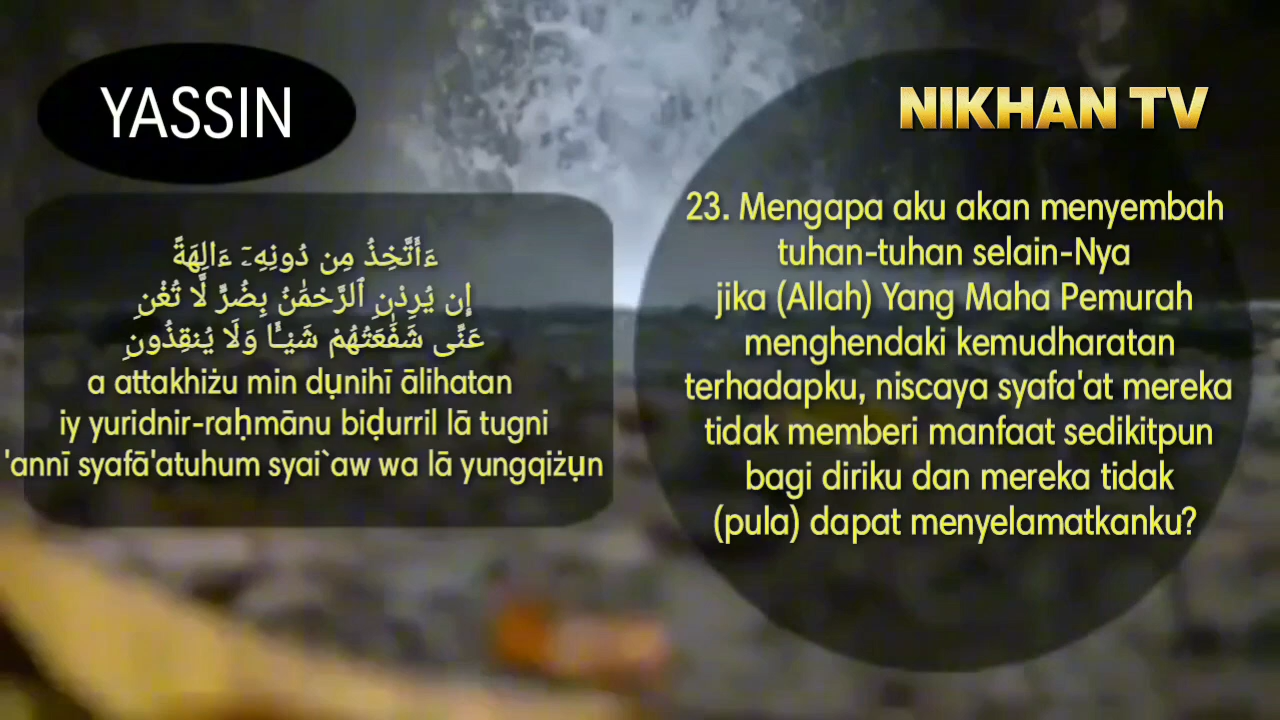 YASSIN
NIKHAN TV
ءَأَتَّخِذُ مِن دُونِهِۦٓ ءَالِهَةً
إِن يُرِدْنِ ٱلرَّحْمَٰنُ بِضُرٍّ لَّا تُغْنِ
عَنِّى شَفَٰعَتُهُمْ شَيْـًٔا وَلَا يُنقِذُونِ
a attakhiżu min dụnihī ālihatan
iy yuridnir-raḥmānu biḍurril lā tugni
'annī syafā'atuhum syai`aw wa lā yungqiżụn
23. Mengapa aku akan menyembah
tuhan-tuhan selain-Nya
jika (Allah) Yang Maha Pemurah
menghendaki kemudharatan
terhadapku, niscaya syafa'at mereka
tidak memberi manfaat sedikitpun
bagi diriku dan mereka tidak
(pula) dapat menyelamatkanku?